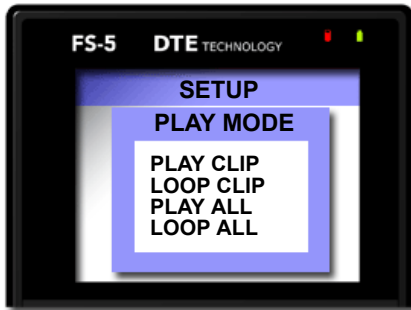 FS-5 DTE TECHNOLOGY
SETUP
PLAY MODE
PLAY CLIP
LOOP CLIP
PLAY ALL
LOOP ALL